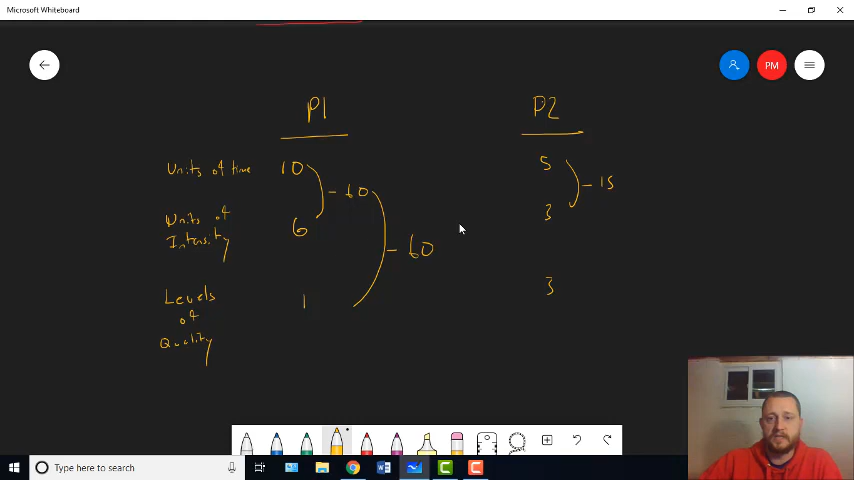 Microsoft Whiteboard
PM
P1
P2
Units of time 10 5
60
15
Units of
Intensity
6 3
60
Levels
of
Quality
1 3
Type here to search